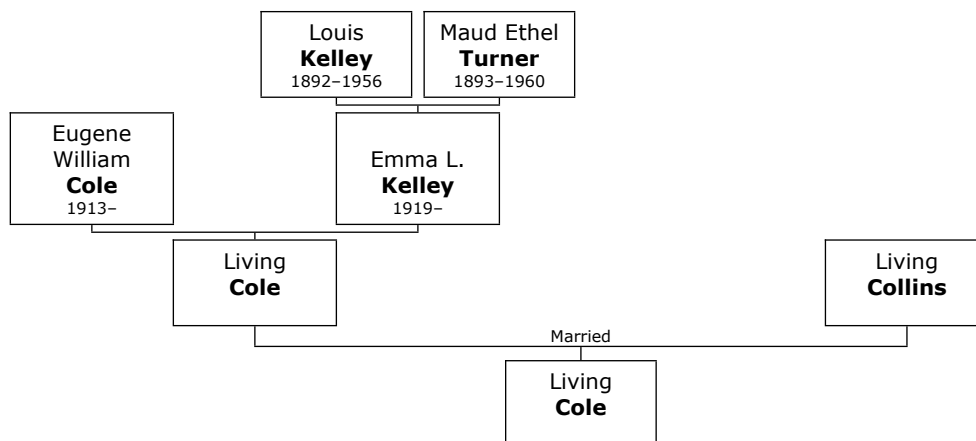 Louis
Kelley
1892–1956
Maud Ethel
Turner
1893–1960
Eugene
William
Cole
1913–
Emma L.
Kelley
1919–
Living
Cole
Living
Collins
Married
Living
Cole